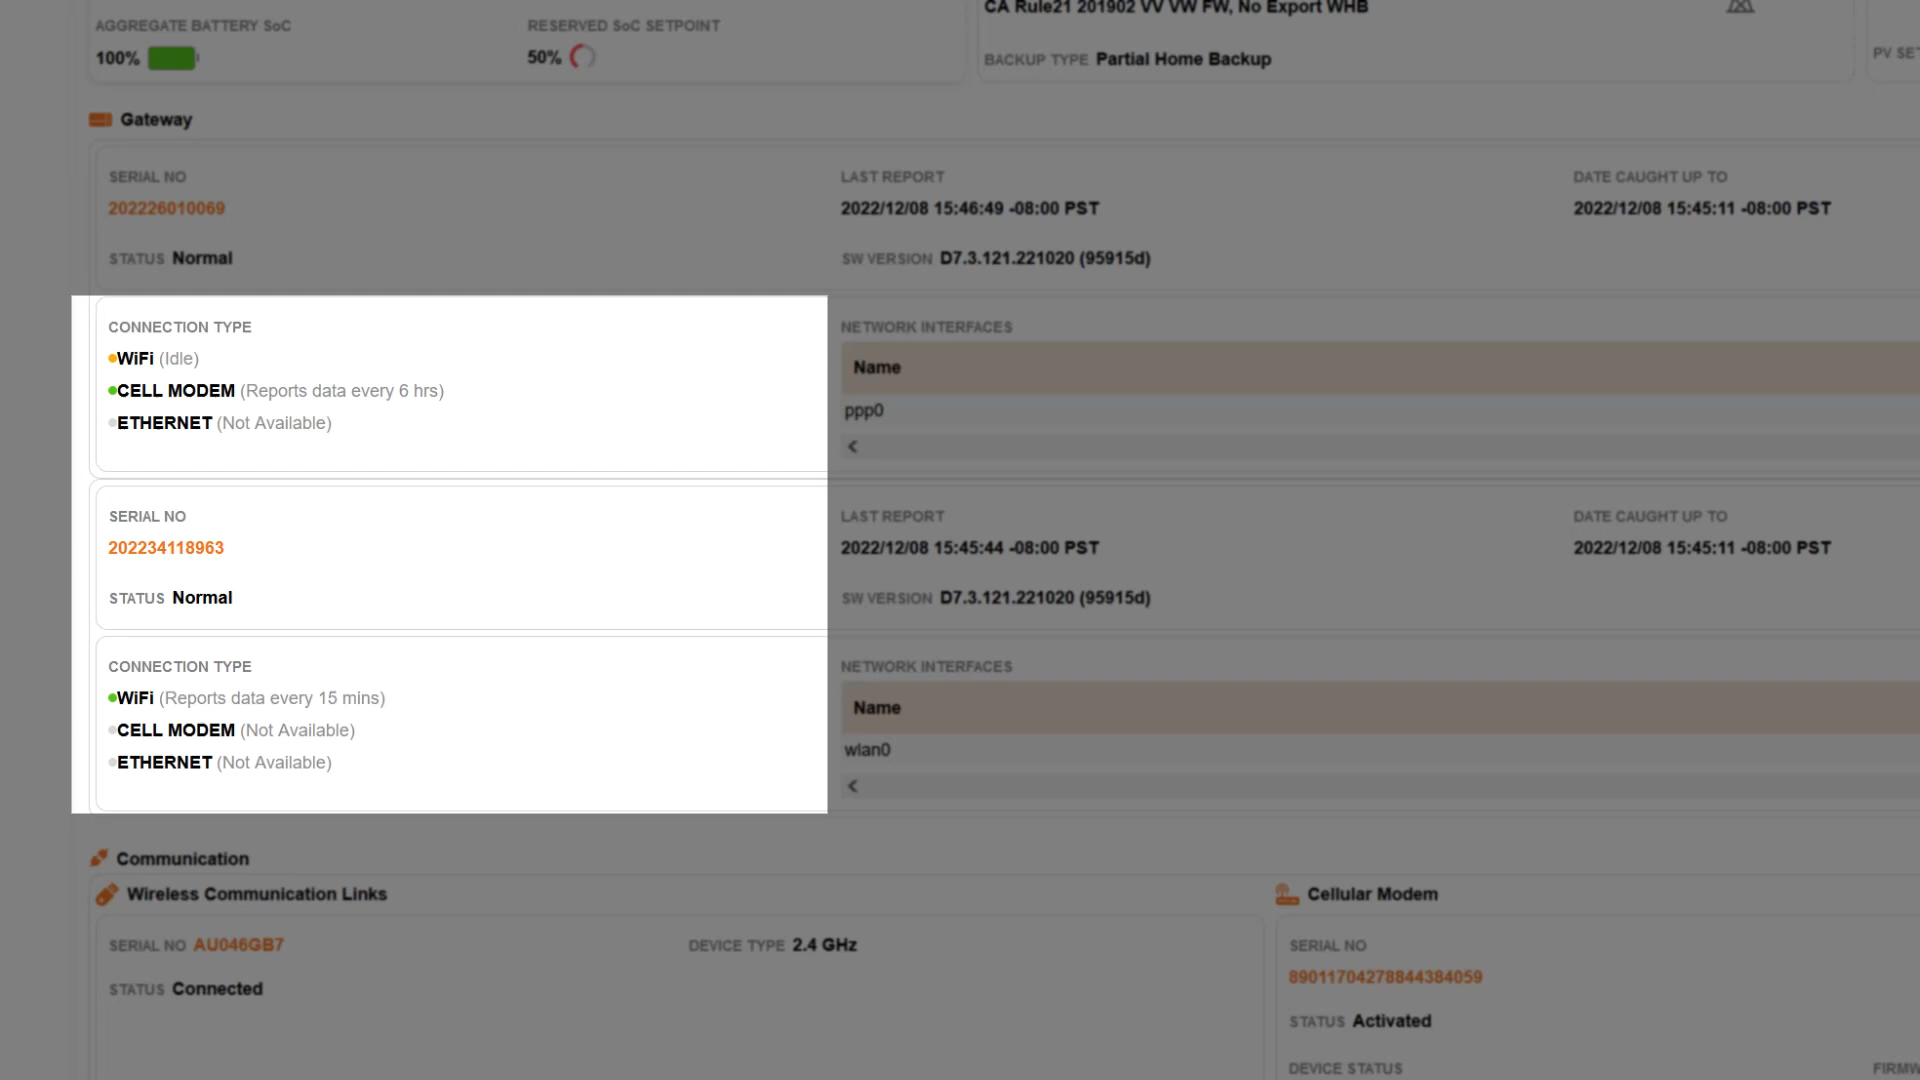 CA Rule21 201902 VV VW FW, No Export WHB
AGGREGATE BATTERY SoC
RESERVED SoC SETPOINT
100%
50%
BACKUP TYPE Partial Home Backup
PV SET
Gateway
SERIAL NO
LAST REPORT
DATE CAUGHT UP TO
202226010069
2022/12/08 15:46:49 -08:00 PST
2022/12/08 15:45:11 -08:00 PST
STATUS Normal
SW VERSION D7.3.121.221020 (95915d)
CONNECTION TYPE
NETWORK INTERFACES
WiFi (Idle)
Name
CELL MODEM (Reports data every 6 hrs)
ppp0
ETHERNET (Not Available)
SERIAL NO
LAST REPORT
DATE CAUGHT UP TO
202234118963
2022/12/08 15:45:44 -08:00 PST
2022/12/08 15:45:11 -08:00 PST
STATUS Normal
SW VERSION D7.3.121.221020 (95915d)
CONNECTION TYPE
NETWORK INTERFACES
WiFi (Reports data every 15 mins)
Name
CELL MODEM (Not Available)
wlan0
ETHERNET (Not Available)
Communication
Wireless Communication Links
Cellular Modem
SERIAL NO AU046GB7
DEVICE TYPE 2.4 GHz
SERIAL NO
89011704278844384059
STATUS Connected
STATUS Activated
DEVICE STATUS
FIRMW